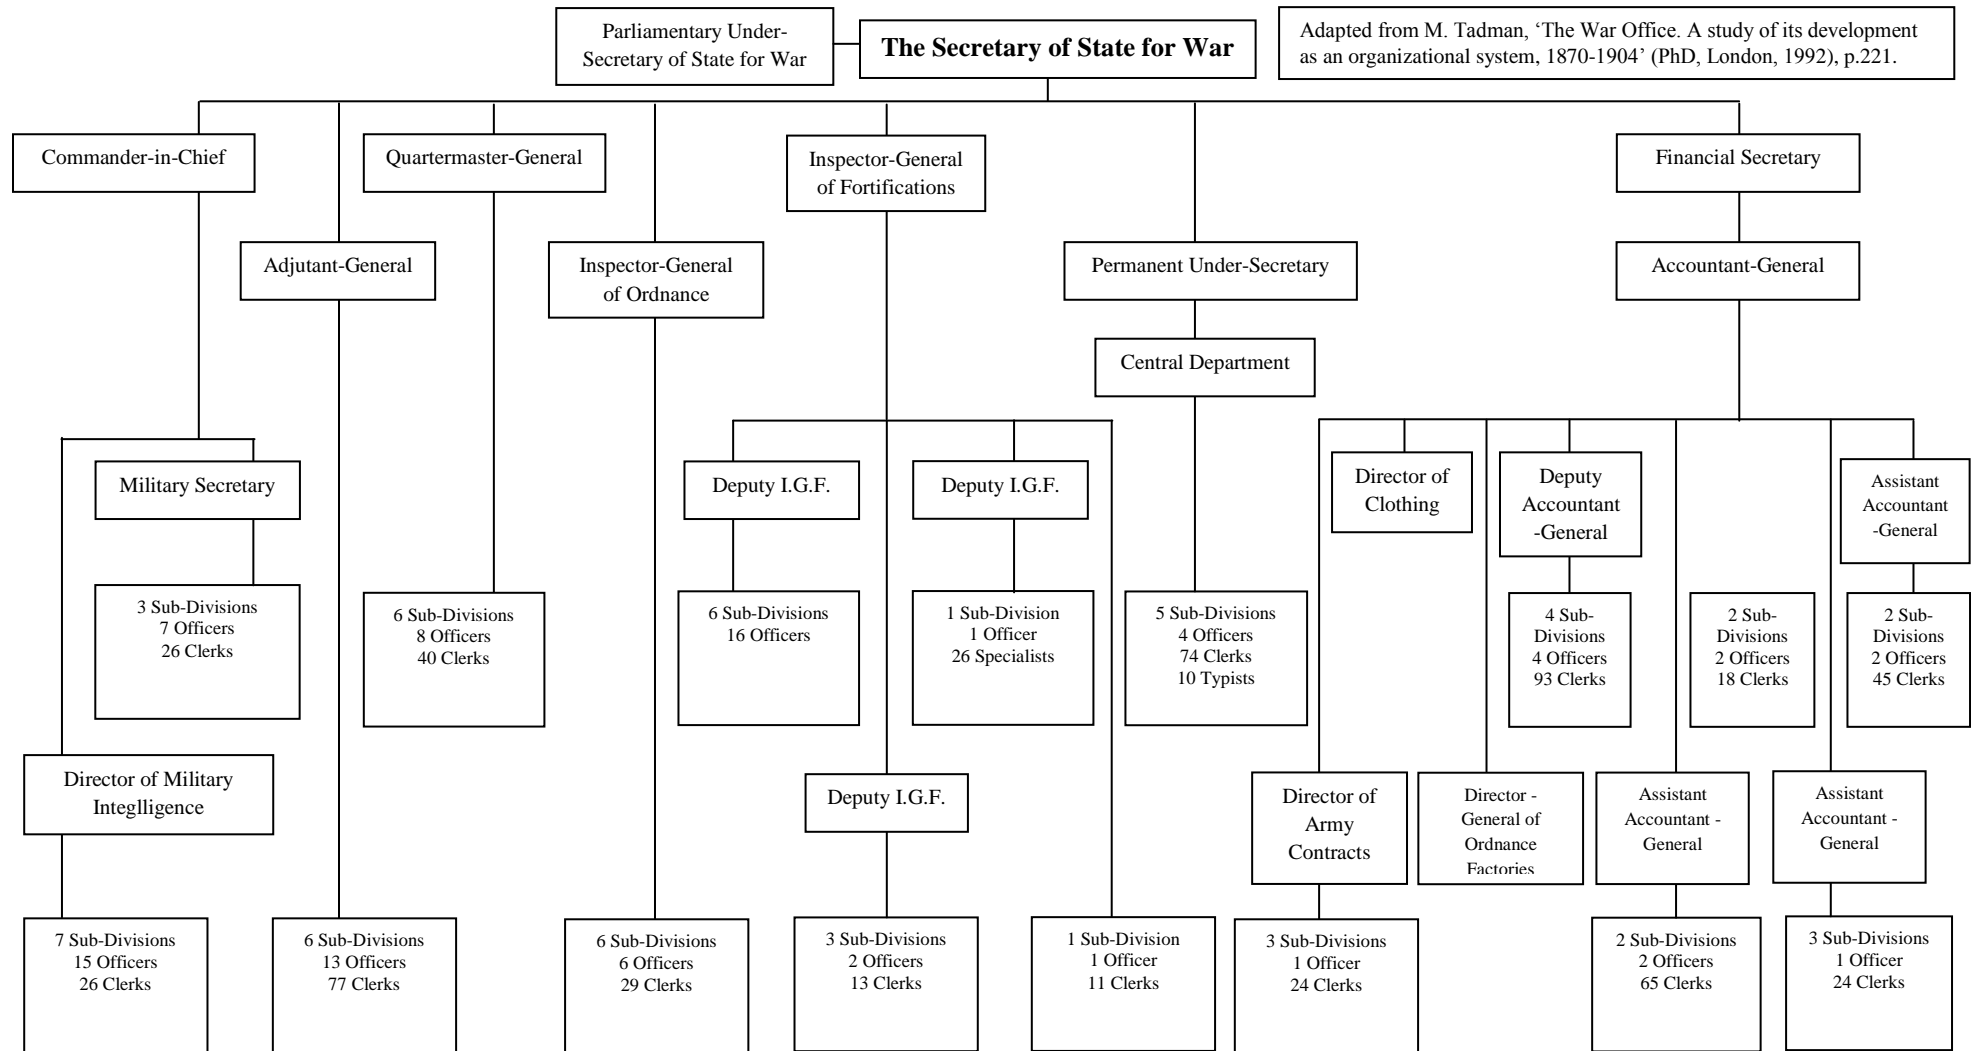 Parliamentary Under-
Secretary of State for War
The Secretary of State for War
Adapted from M. Tadman, ‘The War Office. A study of its development
as an organizational system, 1870-1904’ (PhD, London, 1992), p.221.
Commander-in-Chief
Quartermaster-General
Inspector-General
of Fortifications
Financial Secretary
Adjutant-General
Inspector-General
of Ordnance
Permanent Under-Secretary
Accountant-General
Central Department
Military Secretary
Deputy I.G.F.
Deputy I.G.F.
Director of
Clothing
Deputy
Accountant
-General
Assistant
Accountant
-General
3 Sub-Divisions
7 Officers
26 Clerks
6 Sub-Divisions
8 Officers
40 Clerks
6 Sub-Divisions
16 Officers
1 Sub-Division
1 Officer
26 Specialists
5 Sub-Divisions
4 Officers
74 Clerks
10 Typists
4 Sub-
Divisions
4 Officers
93 Clerks
2 Sub-
Divisions
2 Officers
18 Clerks
2 Sub-
Divisions
2 Officers
45 Clerks
Director of Military
Integlligence
Deputy I.G.F.
Director of
Army
Contracts
Director -
General of
Ordnance
Factories
Assistant
Accountant -
General
Assistant
Accountant -
General
7 Sub-Divisions
15 Officers
26 Clerks
6 Sub-Divisions
13 Officers
77 Clerks
6 Sub-Divisions
6 Officers
29 Clerks
3 Sub-Divisions
2 Officers
13 Clerks
1 Sub-Division
1 Officer
11 Clerks
3 Sub-Divisions
1 Officer
24 Clerks
2 Sub-Divisions
2 Officers
65 Clerks
3 Sub-Divisions
1 Officer
24 Clerks